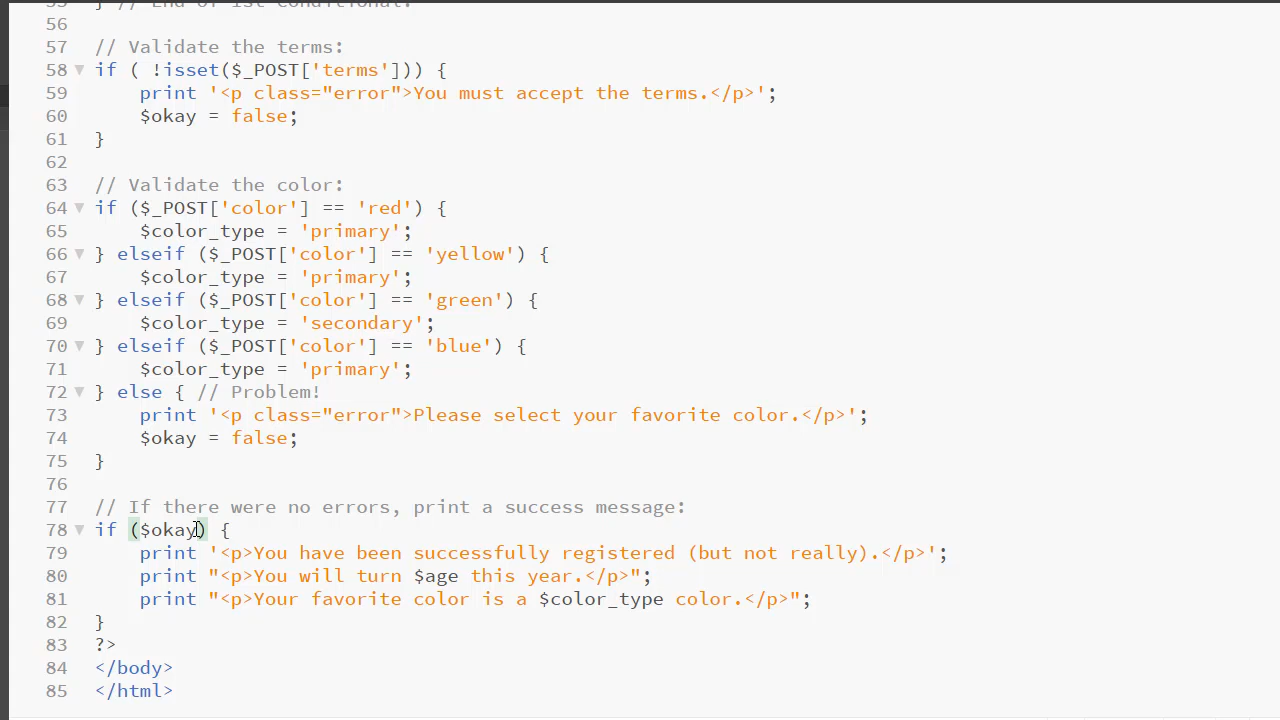 56
57 // Validate the terms:
58 if ( !isset($_POST['terms'])) {
59 print '<p class="error">You must accept the terms.</p>';
60 $okay = false;
61 }
62
63 // Validate the color:
64 if ($_POST['color'] == 'red') {
65 $color_type = 'primary';
66 } elseif ($_POST['color'] == 'yellow') {
67 $color_type = 'primary';
68 } elseif ($_POST['color'] == 'green') {
69 $color_type = 'secondary';
70 } elseif ($_POST['color'] == 'blue') {
71 $color_type = 'primary';
72 } else { // Problem!
73 print '<p class="error">Please select your favorite color.</p>';
74 $okay = false;
75 }
76
77 // If there were no errors, print a success message:
78 if ($okay) {
79 print '<p>You have been successfully registered (but not really).</p>';
80 print "<p>You will turn $age this year.</p>";
81 print "<p>Your favorite color is a $color_type color.</p>";
82 }
83 ?>
84 </body>
85 </html>